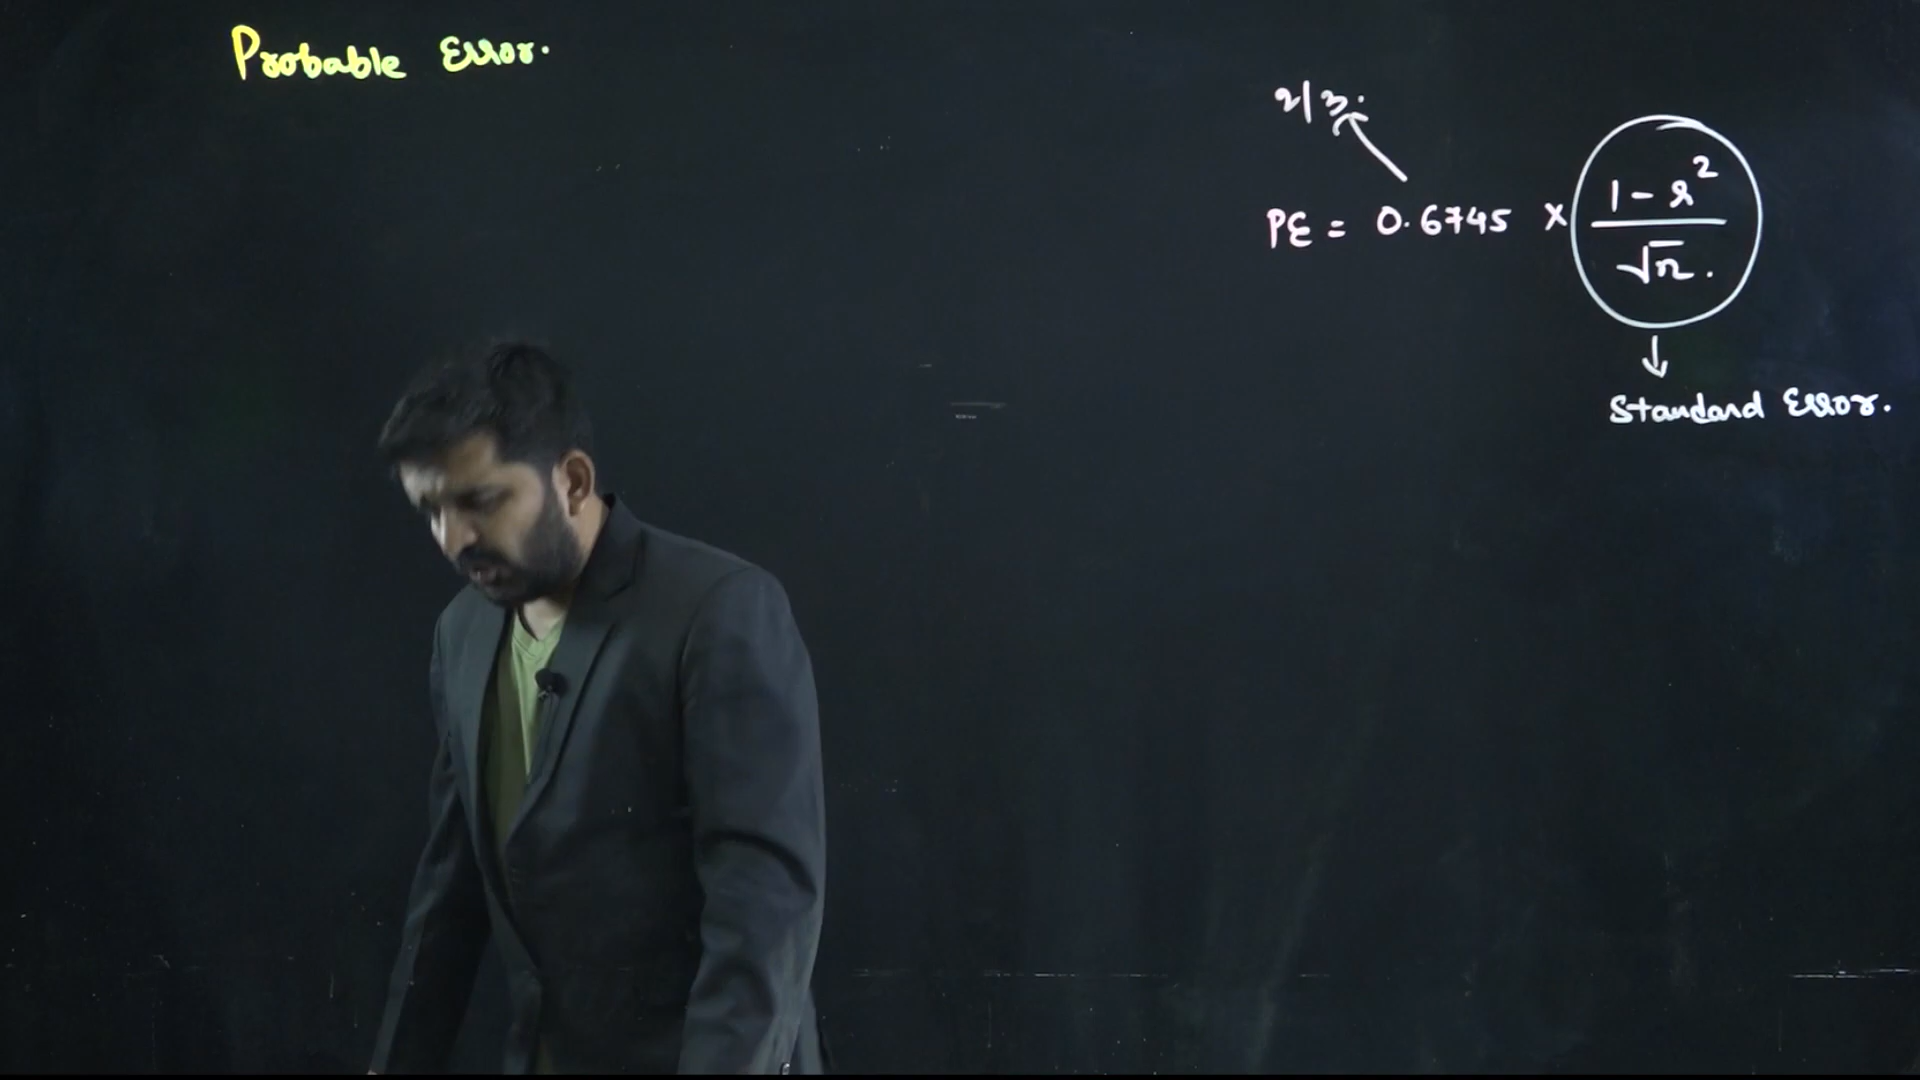 Probable Error.
2/3.
PE = 0.6745 × (1 - r²)/√n.
↓
Standard Error.